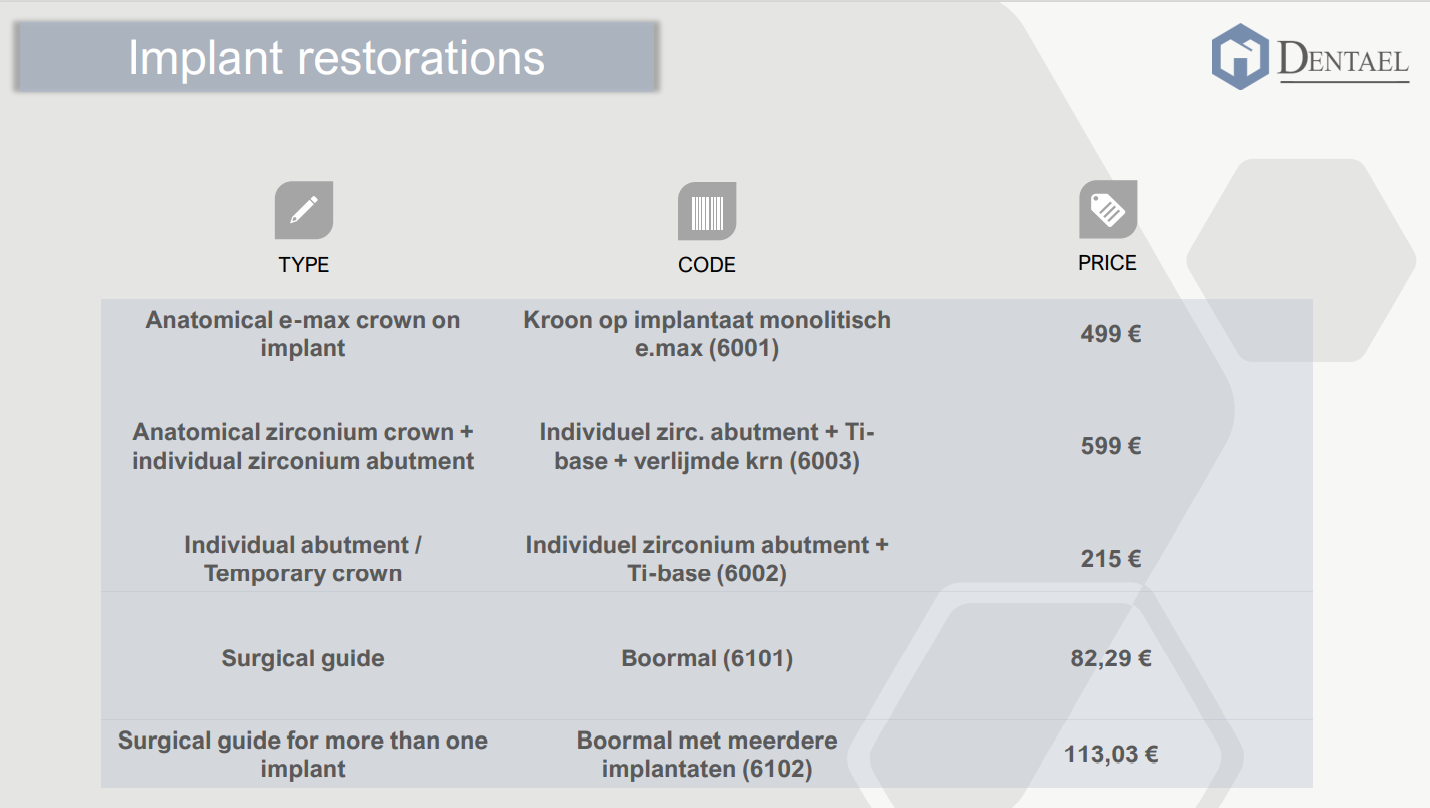 Implant restorations
DENTAEL
TYPE
CODE
PRICE
Anatomical e-max crown on
implant
Kroon op implantaat monolitisch
e.max (6001)
499 €
Anatomical zirconium crown +
individual zirconium abutment
Individuel zirc. abutment + Ti-
base + verlijmde krn (6003)
599 €
Individual abutment /
Temporary crown
Individuel zirconium abutment +
Ti-base (6002)
215 €
Surgical guide
Boormal (6101)
82,29 €
Surgical guide for more than one
implant
Boormal met meerdere
implantaten (6102)
113,03 €